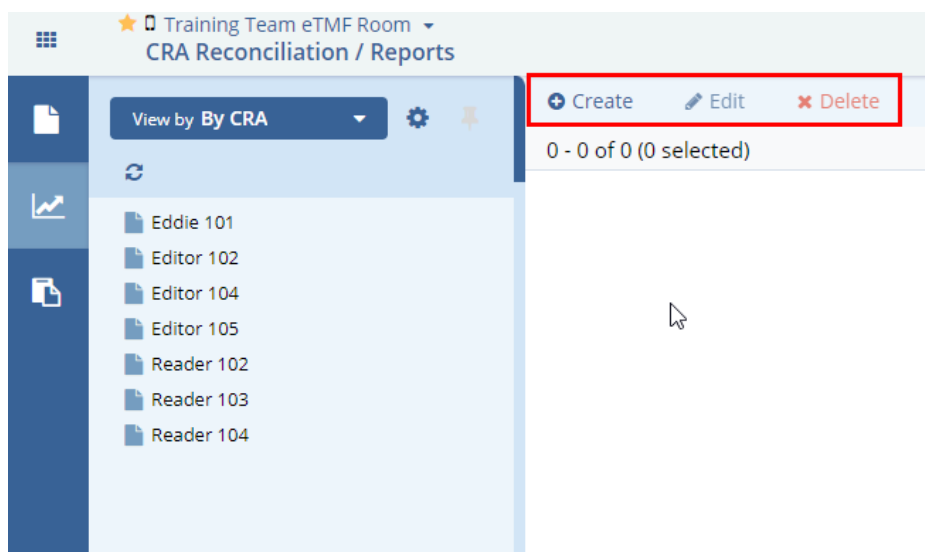 Training Team eTMF Room
CRA Reconciliation / Reports
View by By CRA
Eddie 101
Editor 102
Editor 104
Editor 105
Reader 102
Reader 103
Reader 104
Create Edit Delete
0 - 0 of 0 (0 selected)